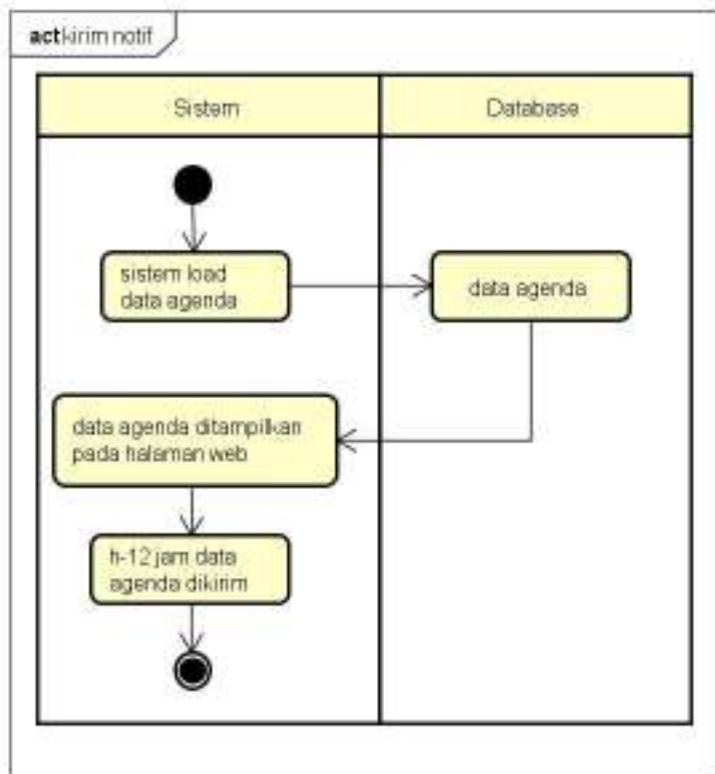 act kirim notif
Sistem
Database
sistem load
data agenda
data agenda
data agenda ditampilkan
pada halaman web
h-12 jam data
agenda dikirim